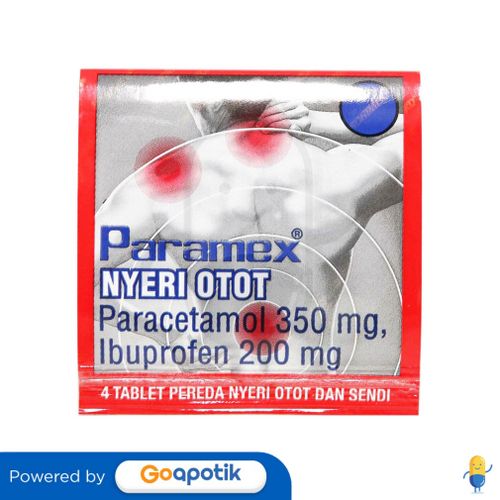 Paramex®
NYERI OTOT
Paracetamol 350 mg,
Ibuprofen 200 mg
4 TABLET PEREDA NYERI OTOT DAN SENDI
Powered by Goapotik